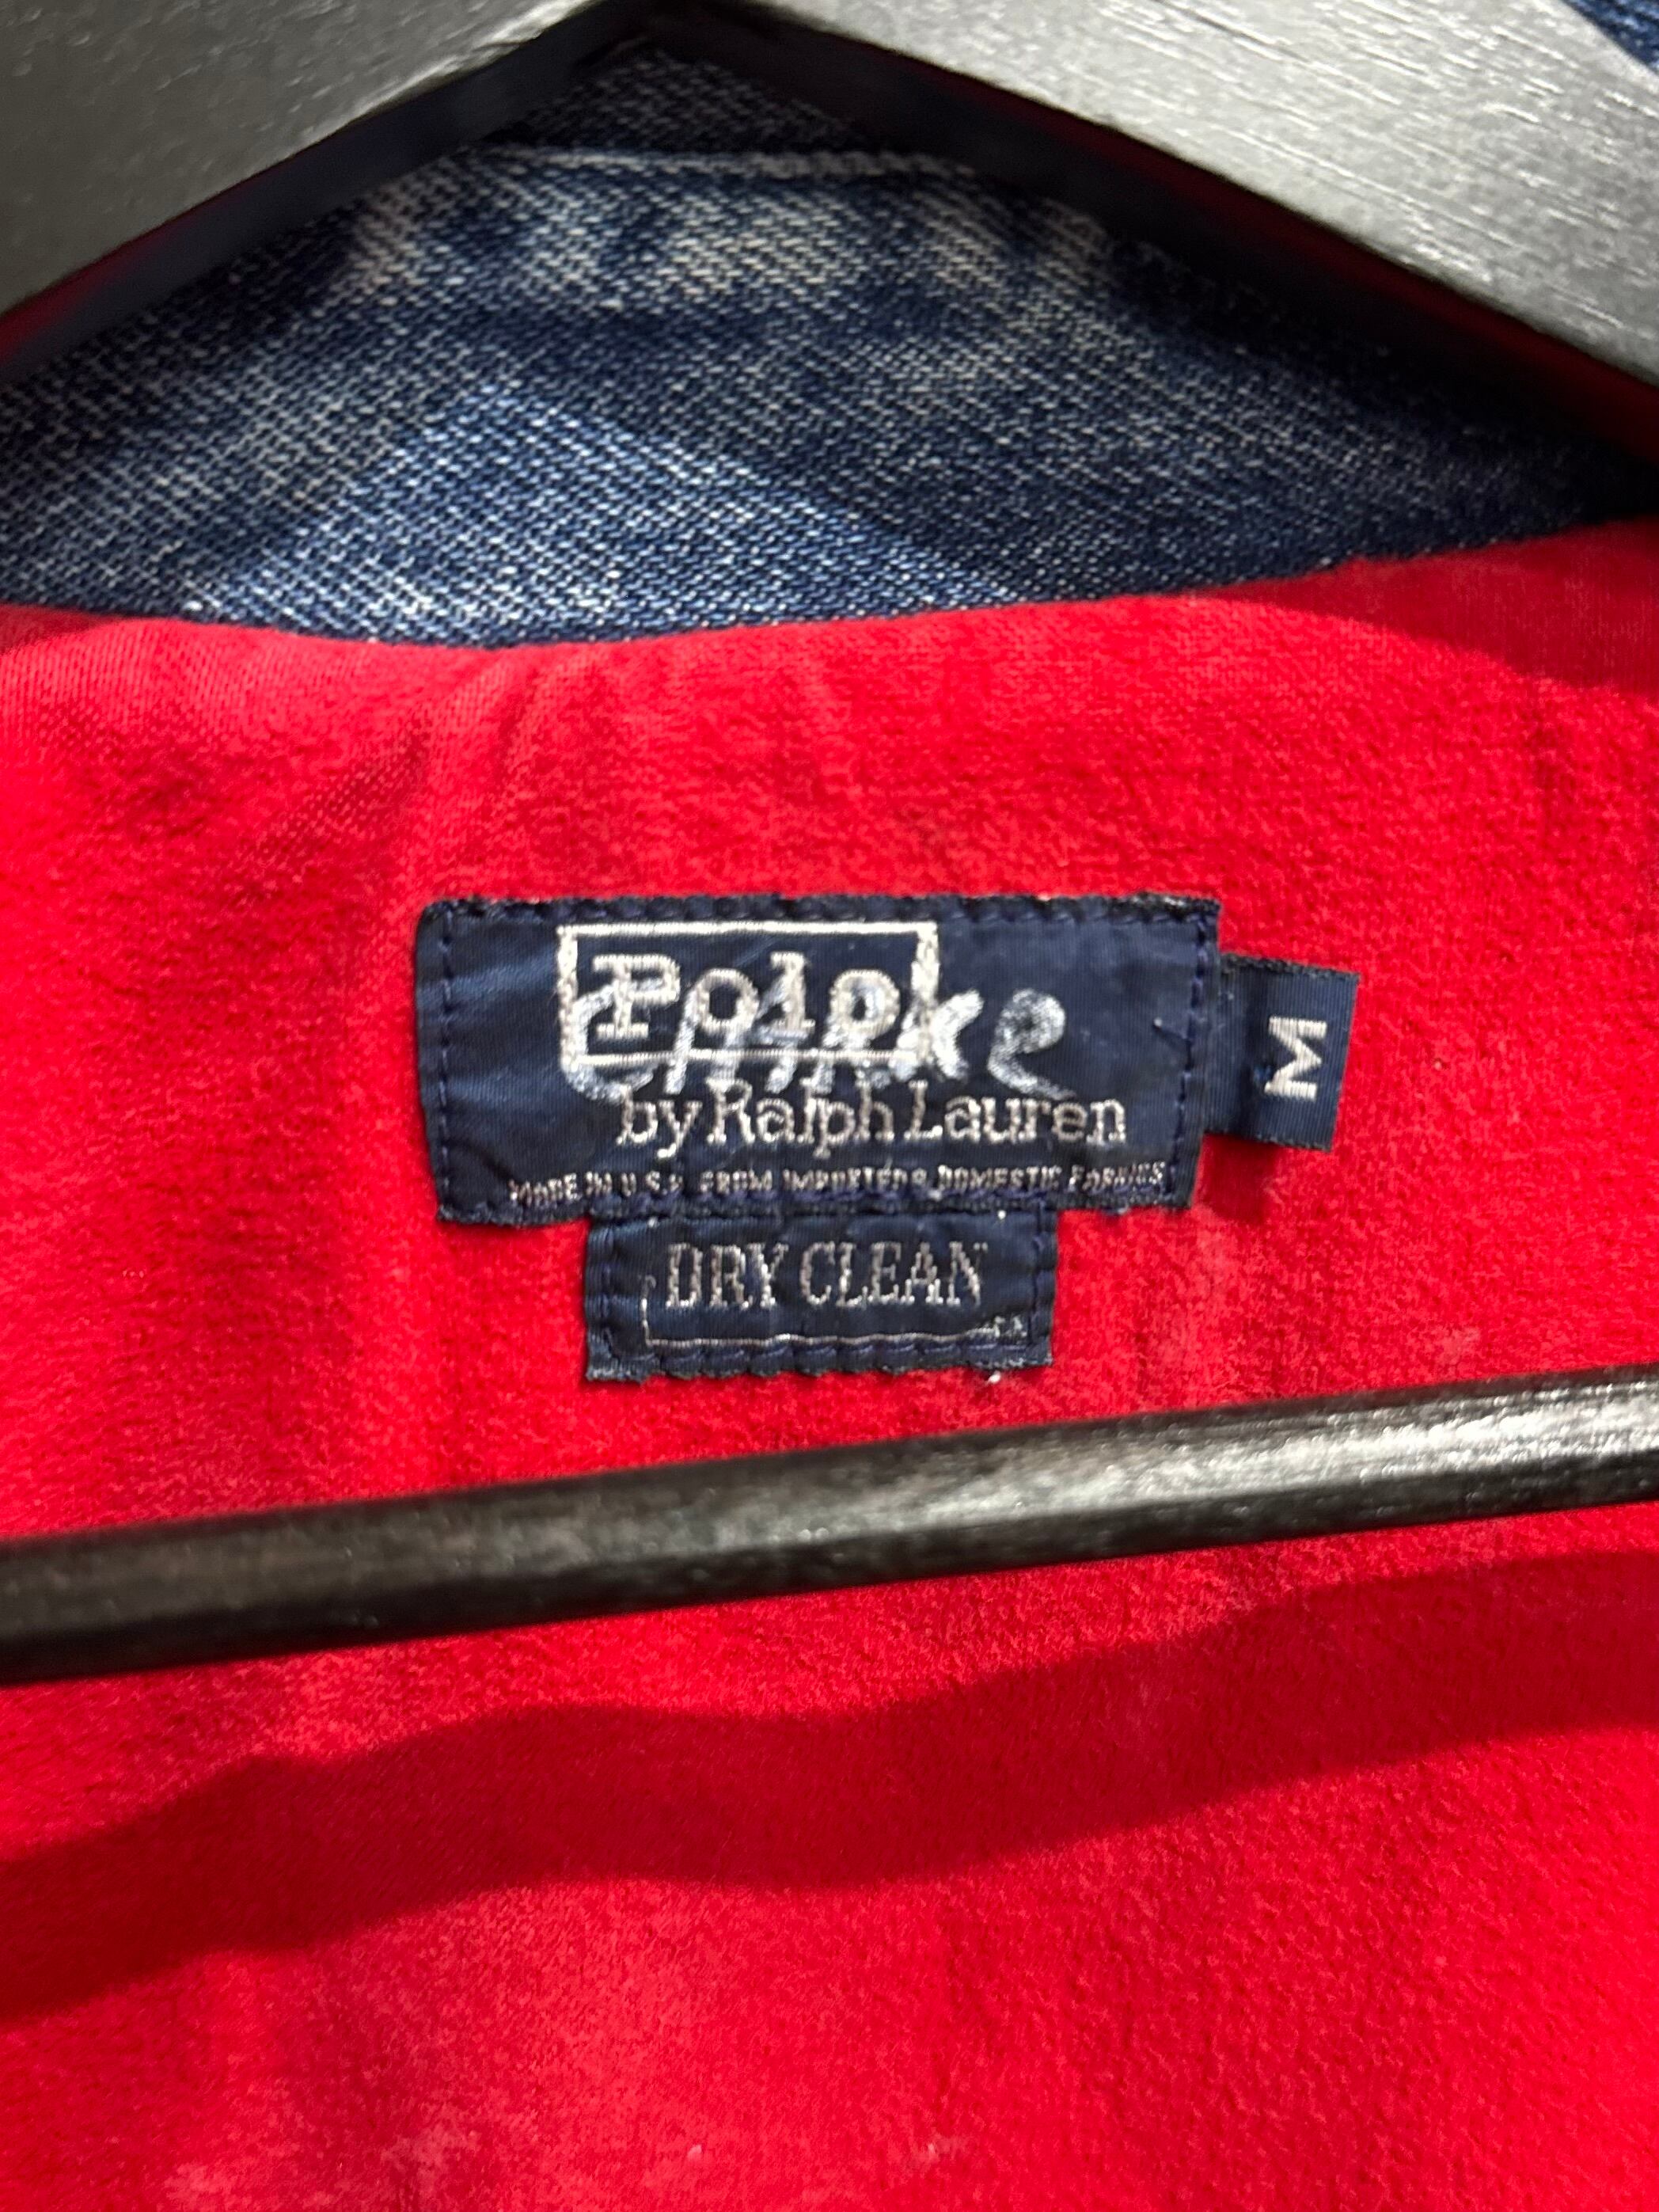 Polo
by Ralph Lauren
MADE IN U.S.A. FROM IMPORTED & DOMESTIC FABRICS
M
DRY CLEAN